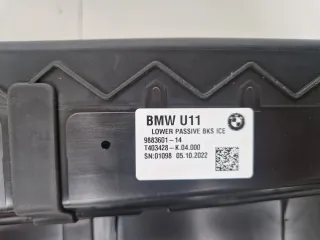 BMW U11
LOWER PASSIVE BKS ICE
9883601-14
T403428-K.04.000
SN:01098 05.10.2022